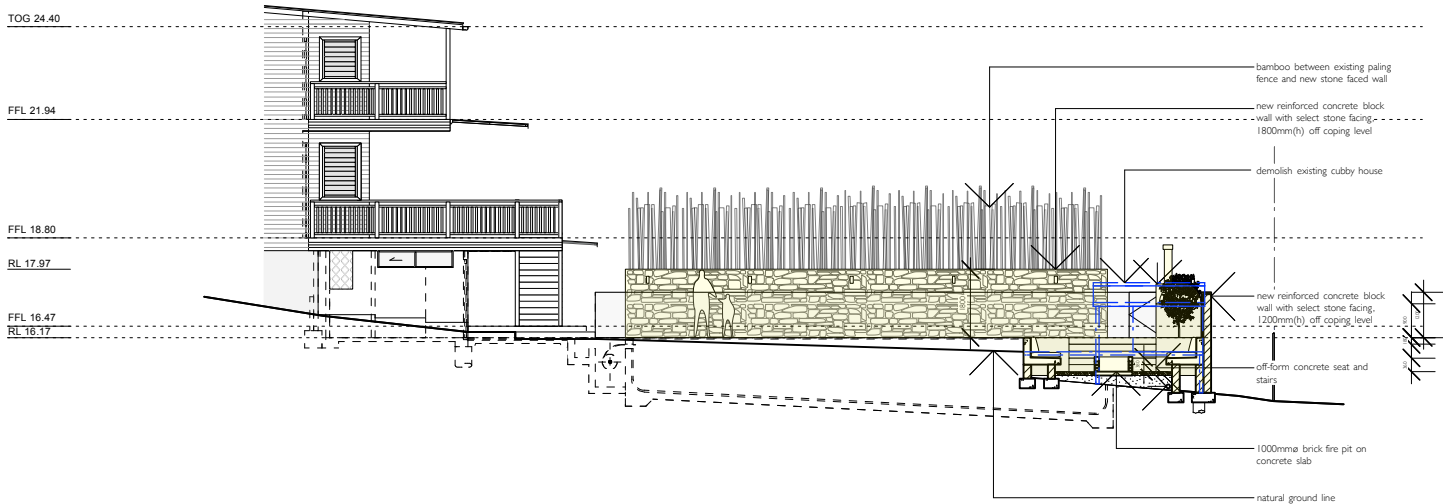 TOG 24.40
FFL 21.94
FFL 18.80
RL 17.97
FFL 16.47
RL 16.17
bamboo between existing paling
fence and new stone faced wall
new reinforced concrete block
wall with select stone facing,
1800mm(h) off coping level
demolish existing cubby house
new reinforced concrete block
wall with select stone facing,
1200mm(h) off coping level
off-form concrete seat and
stairs
1000mmø brick fire pit on
concrete slab
natural ground line
1800